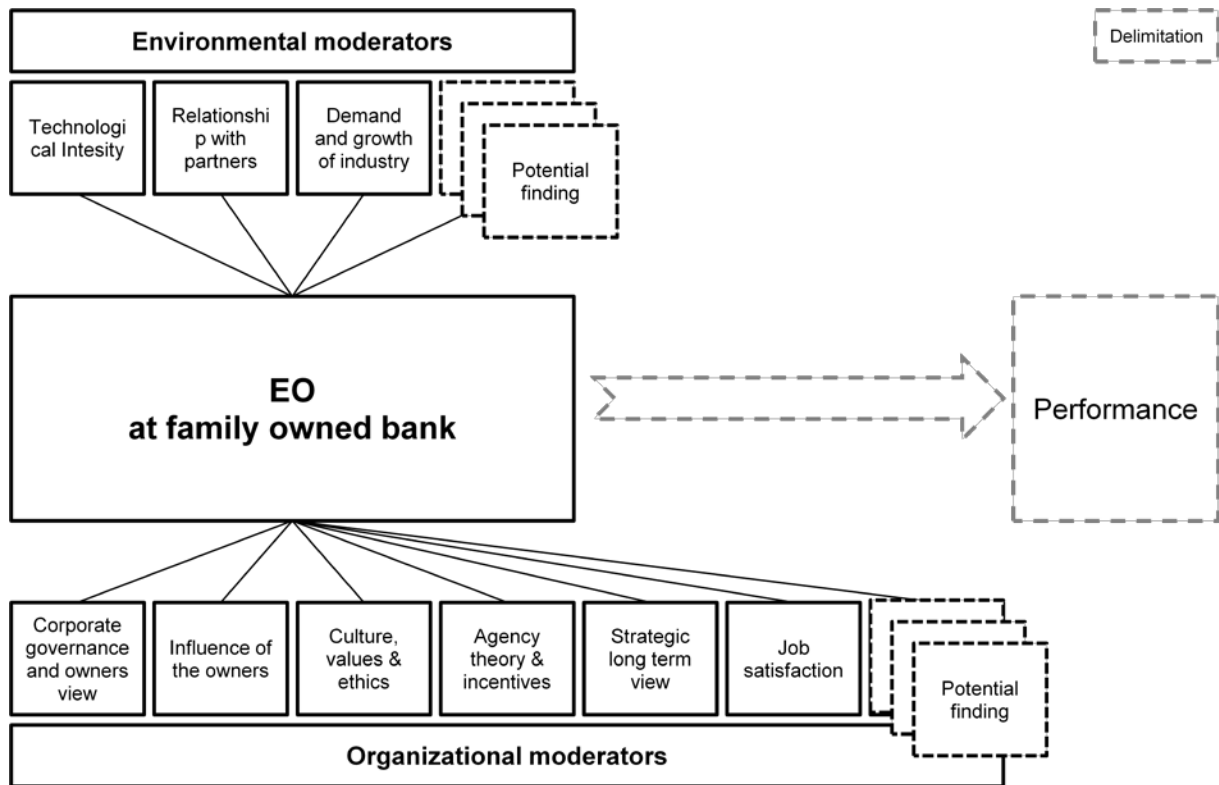 Environmental moderators
Delimitation
Technologi
cal Intesity
Relationshi
p with
partners
Demand
and growth
of industry
Potential
finding
EO
at family owned bank
Performance
Corporate
governance
and owners
view
Influence of
the owners
Culture,
values &
ethics
Agency
theory &
incentives
Strategic
long term
view
Job
satisfaction
Potential
finding
Organizational moderators